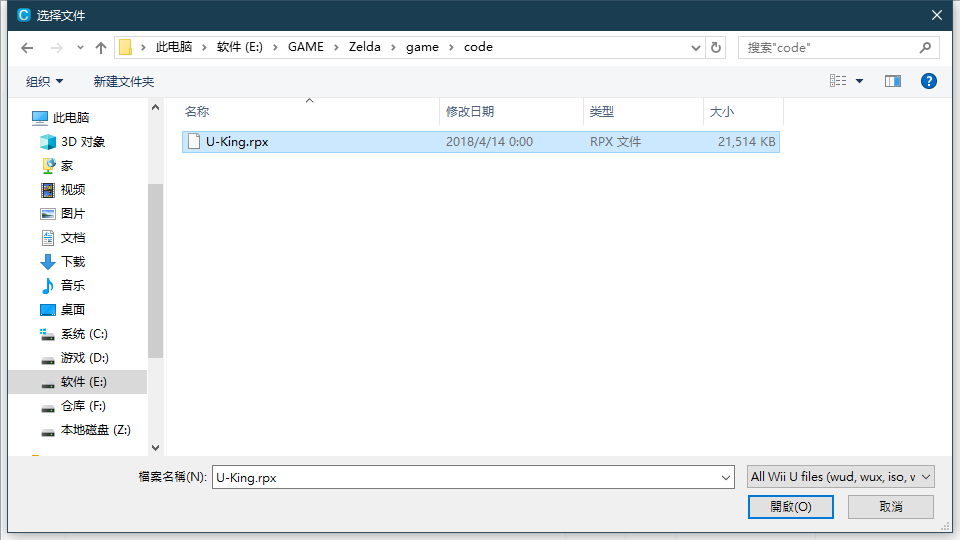 选择文件
此电脑 软件 (E:) GAME Zelda game code
搜索"code"
组织 新建文件夹
名称 修改日期 类型 大小
U-King.rpx 2018/4/14 0:00 RPX 文件 21,514 KB
此电脑
3D 对象
家
视频
图片
文档
下载
音乐
桌面
系统 (C:)
游戏 (D:)
软件 (E:)
仓库 (F:)
本地磁盘 (Z:)
檔案名稱(N): U-King.rpx All Wii U files (wud, wux, iso, w
開啟(O) 取消